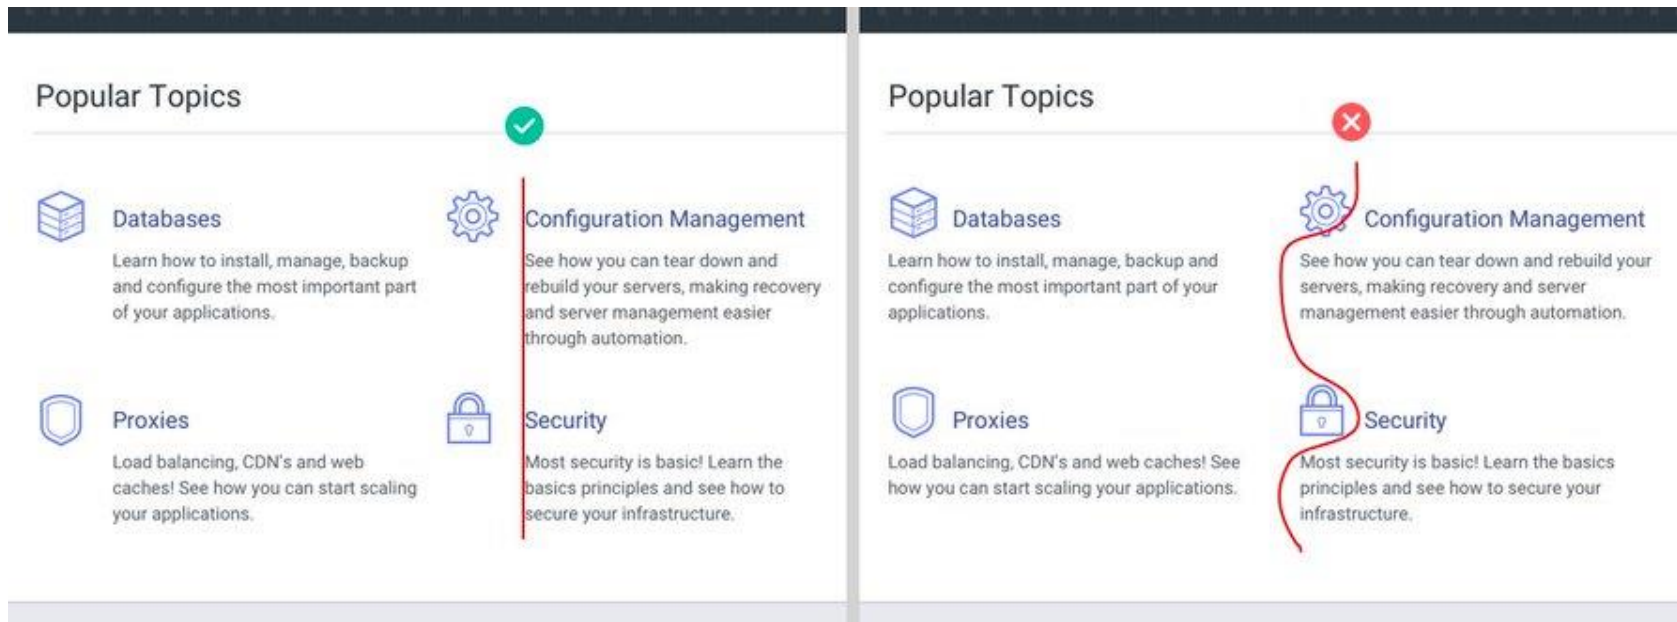 Popular Topics
Databases
Learn how to install, manage, backup
and configure the most important part
of your applications.
Configuration Management
See how you can tear down and
rebuild your servers, making recovery
and server management easier
through automation.
Proxies
Load balancing, CDN's and web
caches! See how you can start scaling
your applications.
Security
Most security is basic! Learn the
basics principles and see how to
secure your infrastructure.
Popular Topics
Databases
Learn how to install, manage, backup and
configure the most important part of your
applications.
Configuration Management
See how you can tear down and rebuild your
servers, making recovery and server
management easier through automation.
Proxies
Load balancing, CDN's and web caches! See
how you can start scaling your applications.
Security
Most security is basic! Learn the basics
principles and see how to secure your
infrastructure.